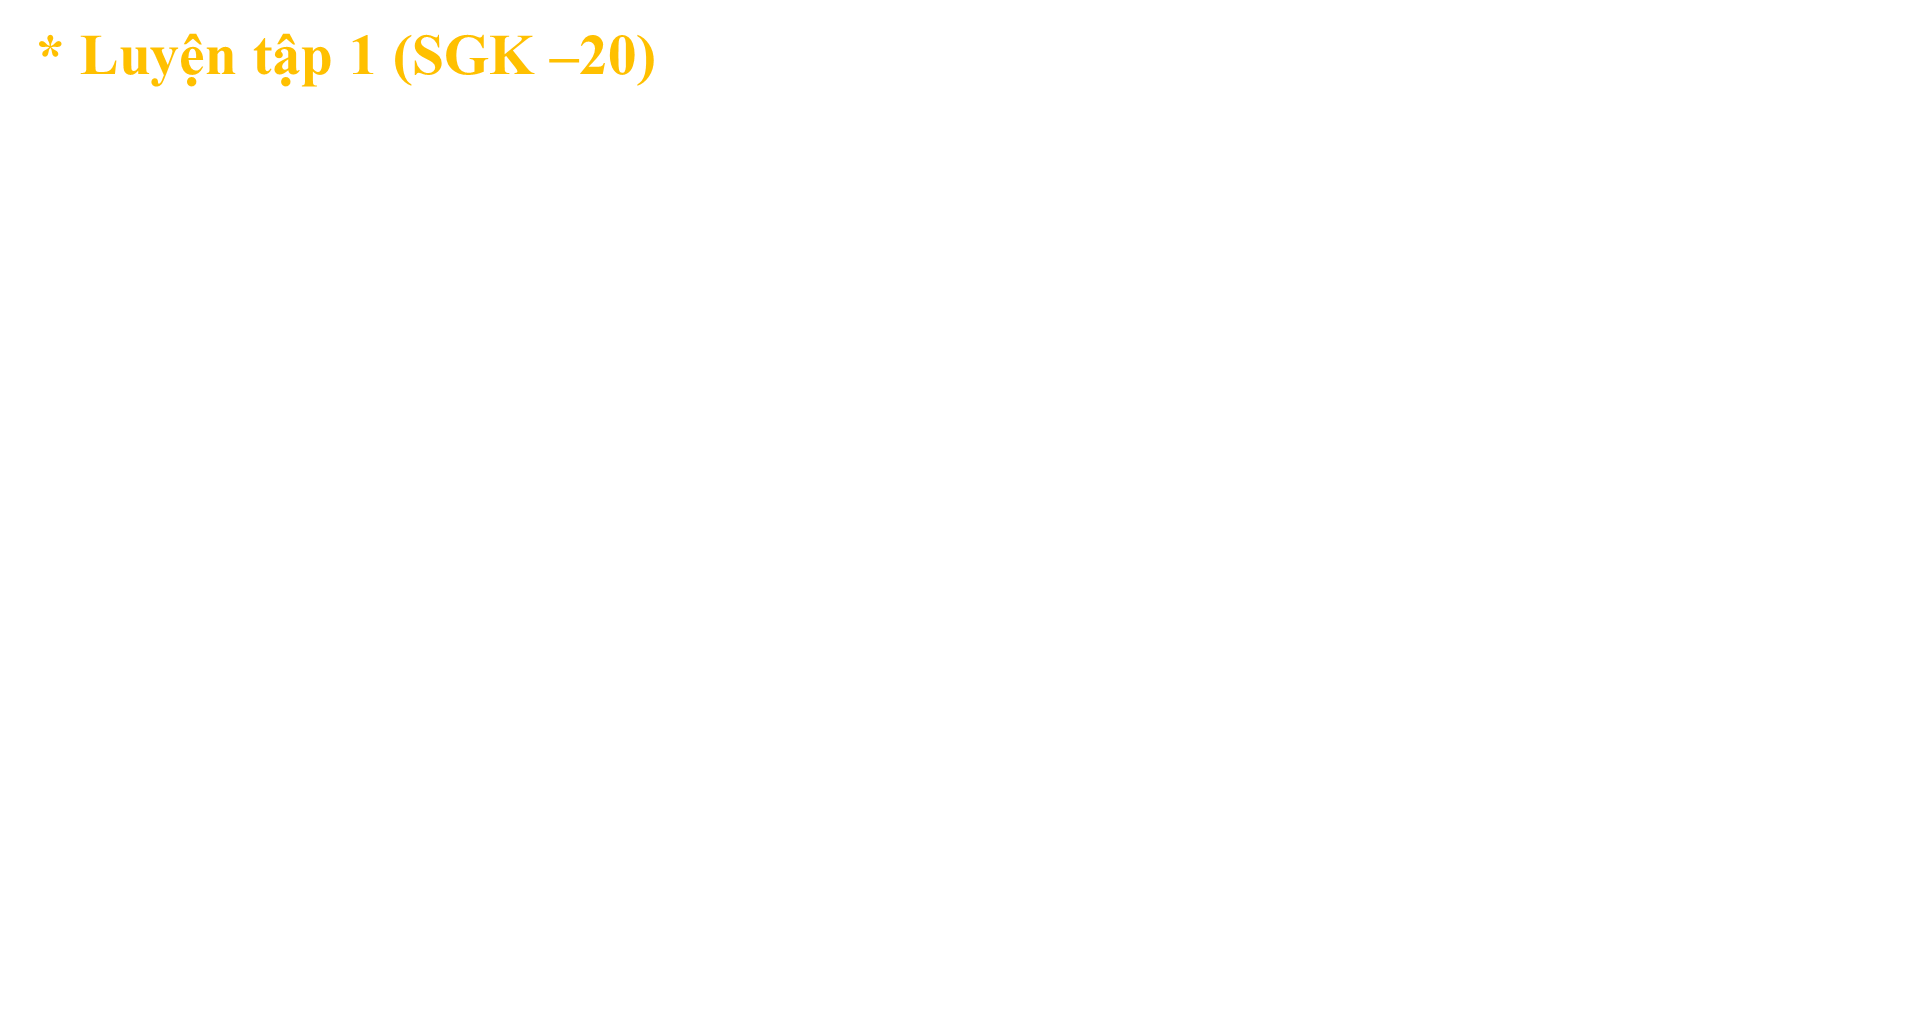 * Luyện tập 1 (SGK –20)